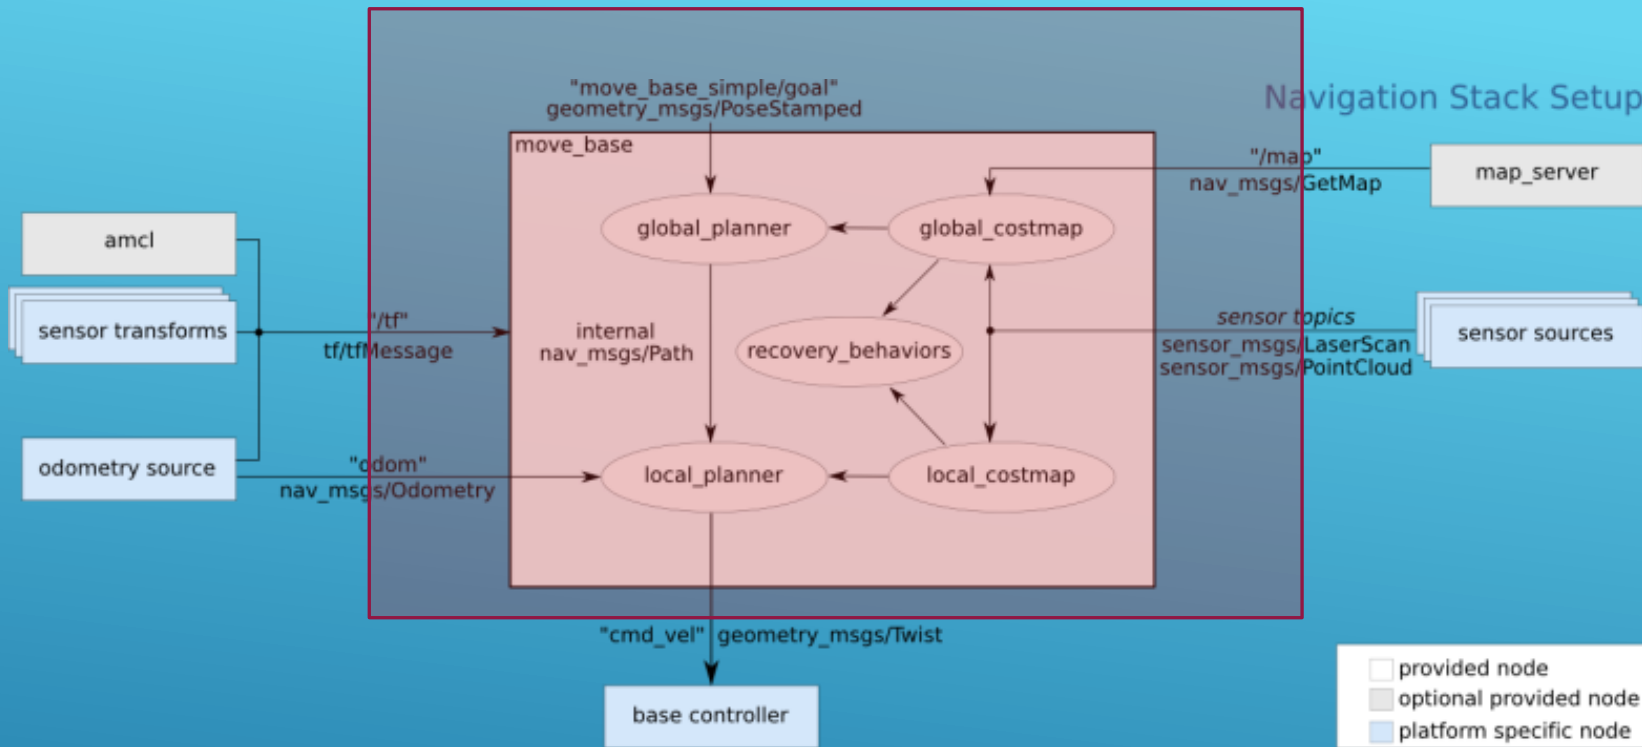 "move_base_simple/goal"
geometry_msgs/PoseStamped
Navigation Stack Setup
move_base
"/map"
nav_msgs/GetMap
map_server
global_planner
global_costmap
amcl
"/tf"
tf/tfMessage
sensor transforms
internal
nav_msgs/Path
recovery_behaviors
sensor topics
sensor_msgs/LaserScan
sensor_msgs/PointCloud
sensor sources
odometry source
"odom"
nav_msgs/Odometry
local_planner
local_costmap
"cmd_vel" geometry_msgs/Twist
base controller
provided node
optional provided node
platform specific node